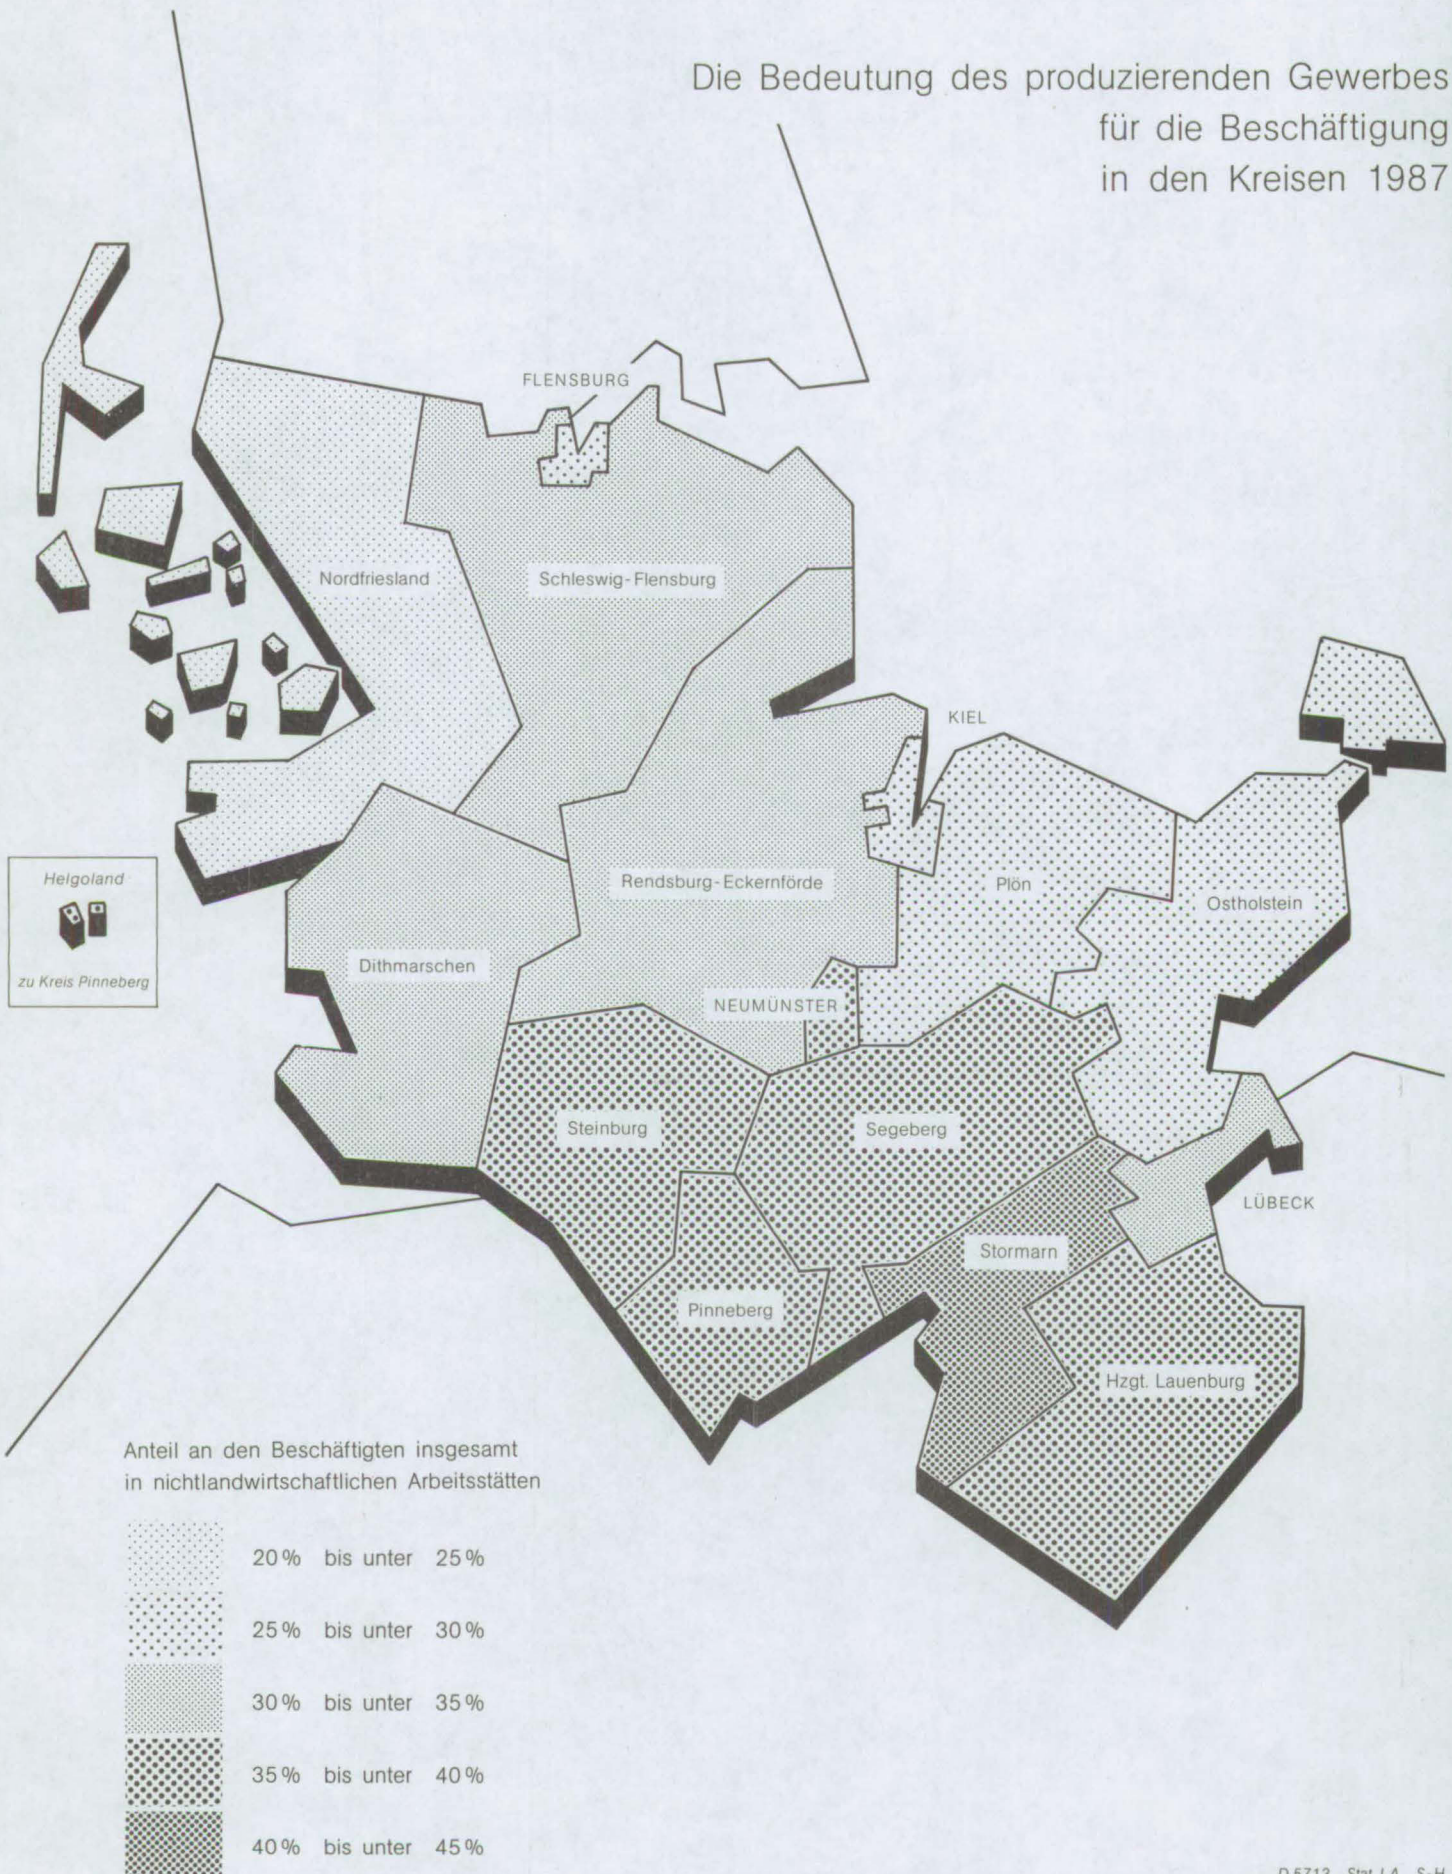 Die Bedeutung des produzierenden Gewerbes
für die Beschäftigung
in den Kreisen 1987
FLENSBURG
Nordfriesland
Schleswig-Flensburg
KIEL
Helgoland
zu Kreis Pinneberg
Rendsburg-Eckernförde
Plön
Ostholstein
Dithmarschen
NEUMÜNSTER
Steinburg
Segeberg
LÜBECK
Stormarn
Pinneberg
Hzgt. Lauenburg
Anteil an den Beschäftigten insgesamt
in nichtlandwirtschaftlichen Arbeitsstätten
20% bis unter 25%
25% bis unter 30%
30% bis unter 35%
35% bis unter 40%
40% bis unter 45%